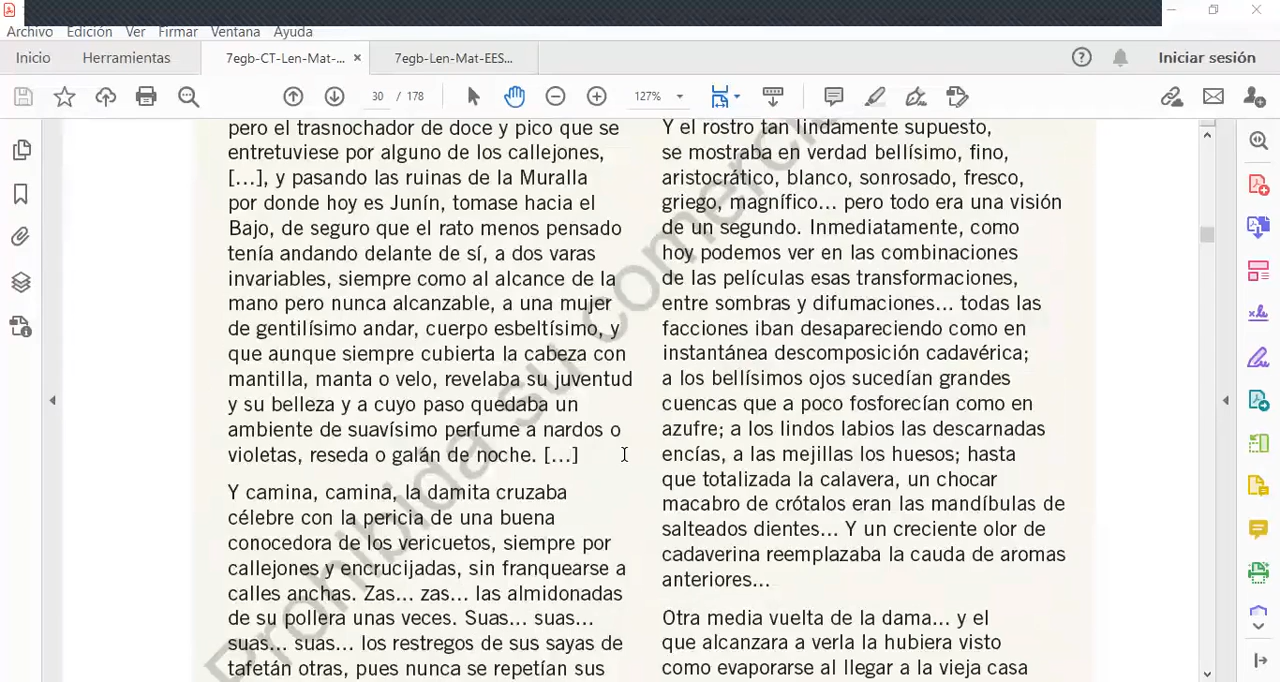 Archivo Edición Ver Firmar Ventana Ayuda
Inicio Herramientas 7egb-CT-Len-Mat-... × 7egb-Len-Mat-EES... Iniciar sesión
30 / 178 127%
pero el trasnochador de doce y pico que se
entretuviese por alguno de los callejones,
[…], y pasando las ruinas de la Muralla
por donde hoy es Junín, tomase hacia el
Bajo, de seguro que el rato menos pensado
tenía andando delante de sí, a dos varas
invariables, siempre como al alcance de la
mano pero nunca alcanzable, a una mujer
de gentilísimo andar, cuerpo esbeltísimo, y
que aunque siempre cubierta la cabeza con
mantilla, manta o velo, revelaba su juventud
y su belleza y a cuyo paso quedaba un
ambiente de suavísimo perfume a nardos o
violetas, reseda o galán de noche. […]
Y camina, camina, la damita cruzaba
célebre con la pericia de una buena
conocedora de los vericuetos, siempre por
callejones y encrucijadas, sin franquearse a
calles anchas. Zas... zas... las almidonadas
de su pollera unas veces. Suas... suas...
suas... suas... los restregos de sus sayas de
tafetán otras, pues nunca se repetían sus
Y el rostro tan lindamente supuesto,
se mostraba en verdad bellísimo, fino,
aristocrático, blanco, sonrosado, fresco,
griego, magnífico... pero todo era una visión
de un segundo. Inmediatamente, como
hoy podemos ver en las combinaciones
de las películas esas transformaciones,
entre sombras y difumaciones... todas las
facciones iban desapareciendo como en
instantánea descomposición cadavérica;
a los bellísimos ojos sucedían grandes
cuencas que a poco fosforecían como en
azufre; a los lindos labios las descarnadas
encías, a las mejillas los huesos; hasta
que totalizada la calavera, un chocar
macabro de crótalos eran las mandíbulas de
salteados dientes... Y un creciente olor de
cadaverina reemplazaba la cauda de aromas
anteriores...
Otra media vuelta de la dama... y el
que alcanzara a verla la hubiera visto
como evaporarse al llegar a la vieja casa
Prohibida su comerci